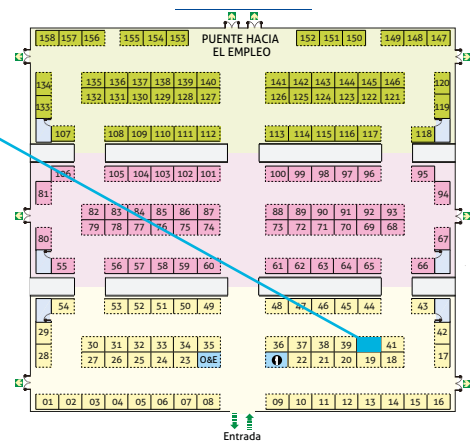 158 157 156 155 154 153 PUENTE HACIA 152 151 150 149 148 147
EL EMPLEO
134 135 136 137 138 139 140 141 142 143 144 145 146 120
133 132 131 130 129 128 127 126 125 124 123 122 121 119
107 108 109 110 111 112 113 114 115 116 117 118
106 105 104 103 102 101 100 99 98 97 96 95
81 94
82 83 84 85 86 87 88 89 90 91 92 93
80 79 78 77 76 75 74 73 72 71 70 69 68 67
55 56 57 58 59 60 61 62 63 64 65 66
54 53 52 51 50 49 48 47 46 45 44 43
29 42
30 31 32 33 34 35 36 37 38 39 41
28 27 26 25 24 23 22 O&E 22 21 20 19 18 17
01 02 03 04 05 06 07 08 09 10 11 12 13 14 15 16
Entrada